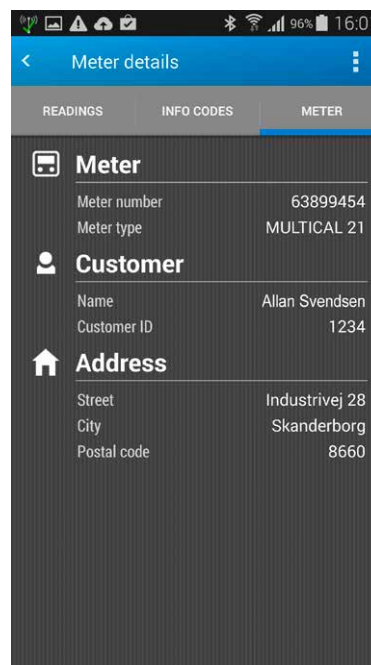 96% 16:0
Meter details
READINGS INFO CODES METER
Meter
Meter number 63899454
Meter type MULTICAL 21
Customer
Name Allan Svendsen
Customer ID 1234
Address
Street Industrivej 28
City Skanderborg
Postal code 8660